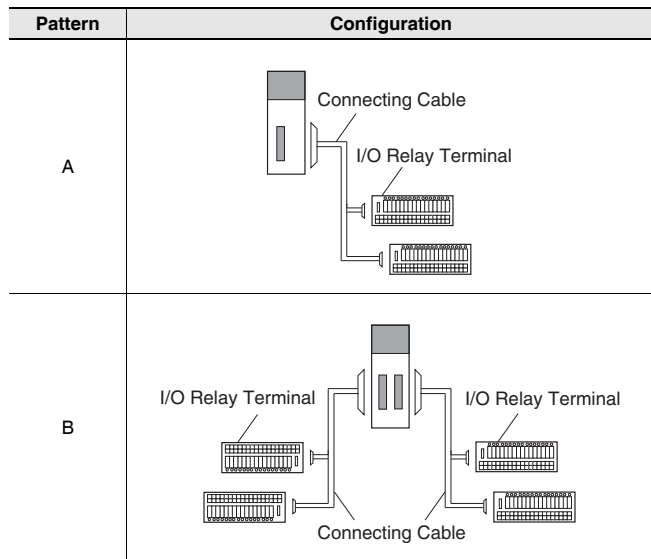 Pattern Configuration
A
Connecting Cable
I/O Relay Terminal
B
I/O Relay Terminal
I/O Relay Terminal
Connecting Cable